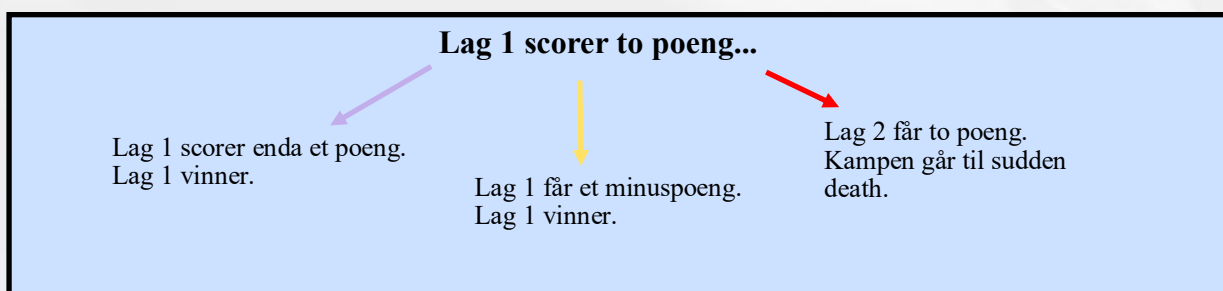 Lag 1 scorer to poeng...
Lag 1 scorer enda et poeng.
Lag 1 vinner.
Lag 1 får et minuspoeng.
Lag 1 vinner.
Lag 2 får to poeng.
Kampen går til sudden
death.